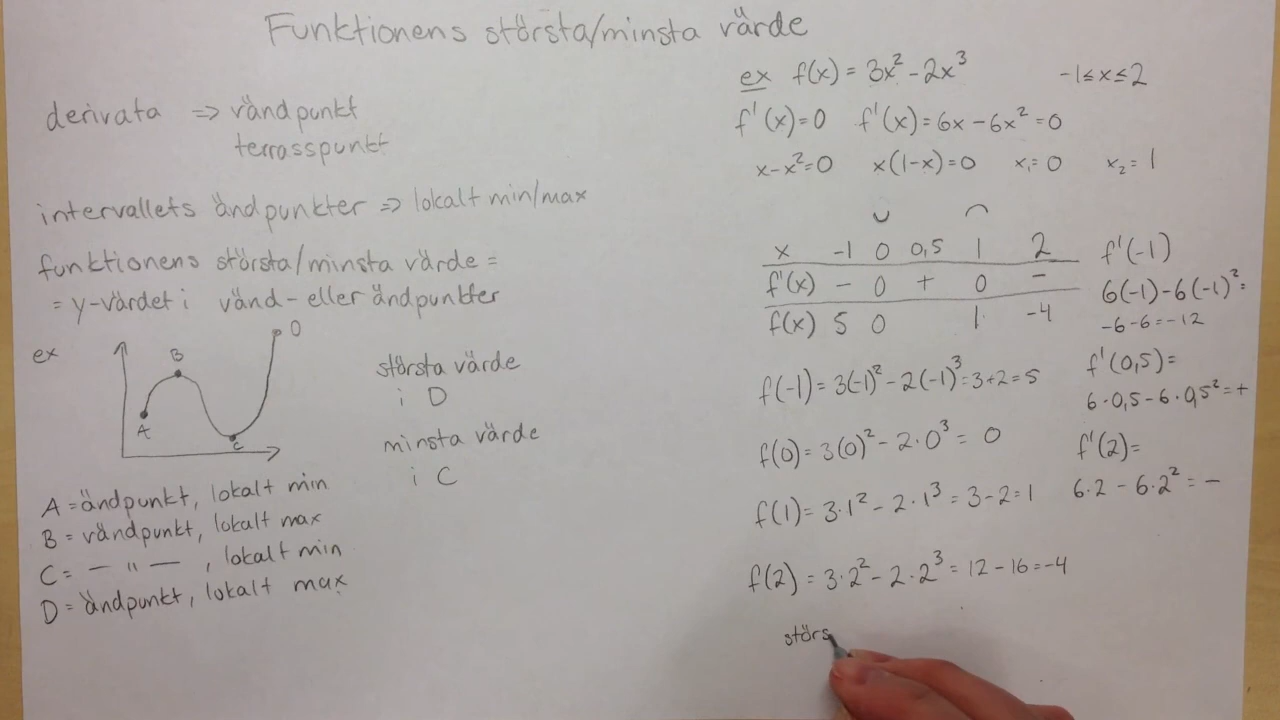 Funktionens största/minsta värde
derivata => vändpunkt
terrasspunkt
intervallets ändpunkter => lokalt min/max
funktionens största/minsta värde =
= y-värdet i vänd- eller ändpunkter
ex
A
B
C
D
största värde
i D
minsta värde
i C
A = ändpunkt, lokalt min
B = vändpunkt, lokalt max
C = — " — , lokalt min
D = ändpunkt, lokalt max
ex f(x) = 3x² - 2x³ -1 ≤ x ≤ 2
f'(x) = 0 f'(x) = 6x - 6x² = 0
x - x² = 0 x(1-x) = 0 x₁ = 0 x₂ = 1
x -1 0 0,5 1 2
f'(x) - 0 + 0 -
f(x) 5 0 1 -4
f'(-1)
6(-1) - 6(-1)² =
-6 - 6 = -12
f'(0,5) =
6·0,5 - 6·0,5² = +
f'(2) =
6·2 - 6·2² = -
f(-1) = 3(-1)² - 2(-1)³ = 3+2 = 5
f(0) = 3(0)² - 2·0³ = 0
f(1) = 3·1² - 2·1³ = 3-2 = 1
f(2) = 3·2² - 2·2³ = 12 - 16 = -4
störs